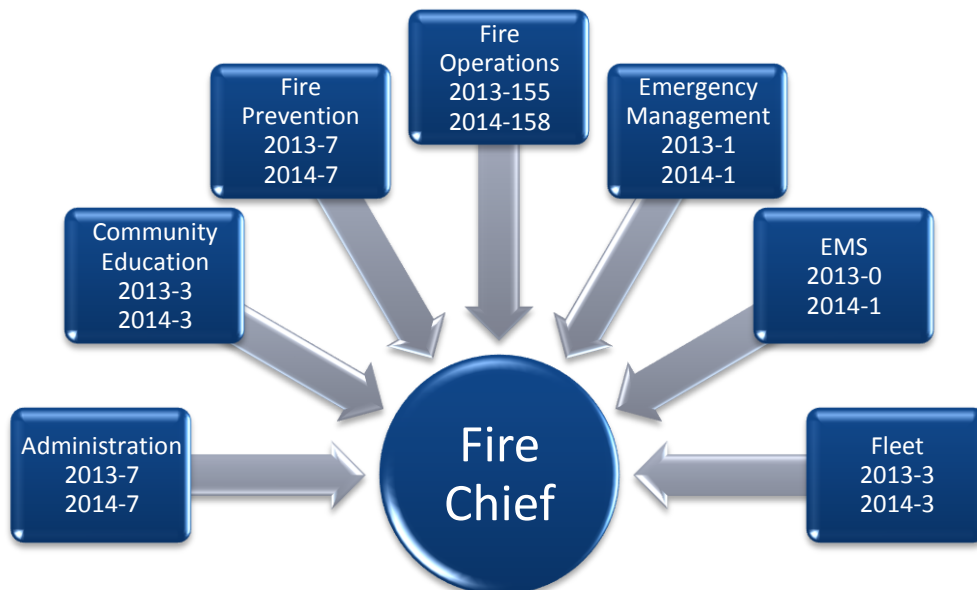 Administration
2013-7
2014-7
Community
Education
2013-3
2014-3
Fire
Prevention
2013-7
2014-7
Fire
Operations
2013-155
2014-158
Emergency
Management
2013-1
2014-1
EMS
2013-0
2014-1
Fleet
2013-3
2014-3
Fire
Chief